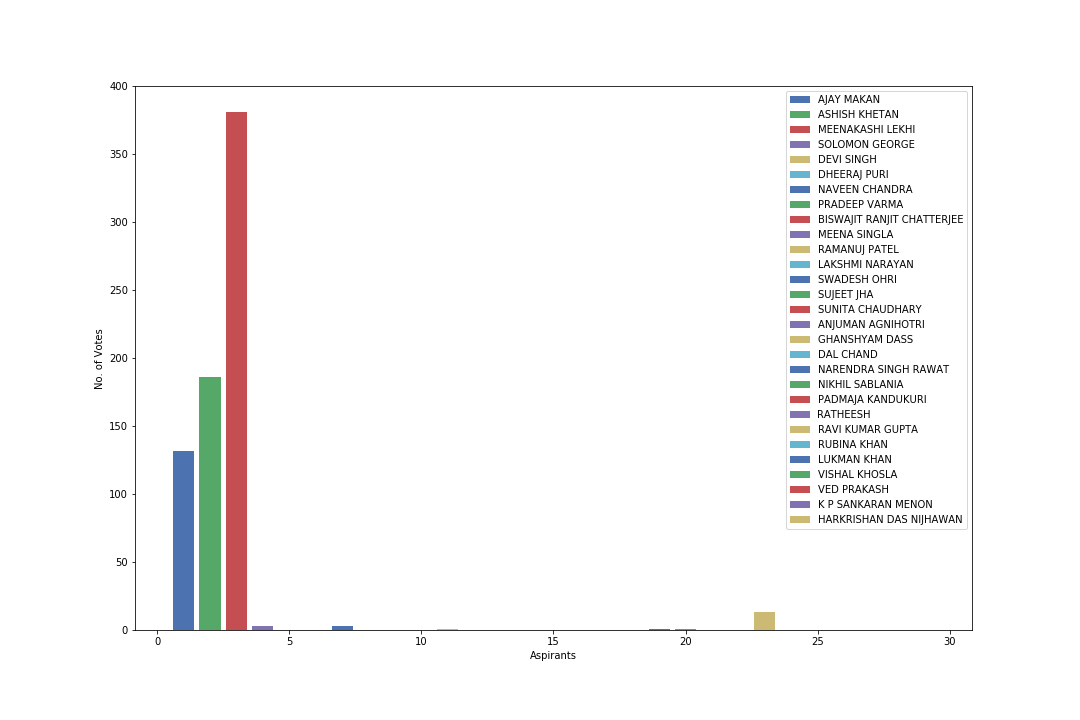 400
350
300
250
200
150
100
50
0
No. of Votes
0 5 10 15 20 25 30
Aspirants
AJAY MAKAN
ASHISH KHETAN
MEENAKASHI LEKHI
SOLOMON GEORGE
DEVI SINGH
DHEERAJ PURI
NAVEEN CHANDRA
PRADEEP VARMA
BISWAJIT RANJIT CHATTERJEE
MEENA SINGLA
RAMANUJ PATEL
LAKSHMI NARAYAN
SWADESH OHRI
SUJEET JHA
SUNITA CHAUDHARY
ANJUMAN AGNIHOTRI
GHANSHYAM DASS
DAL CHAND
NARENDRA SINGH RAWAT
NIKHIL SABLANIA
PADMAJA KANDUKURI
RATHEESH
RAVI KUMAR GUPTA
RUBINA KHAN
LUKMAN KHAN
VISHAL KHOSLA
VED PRAKASH
K P SANKARAN MENON
HARKRISHAN DAS NIJHAWAN